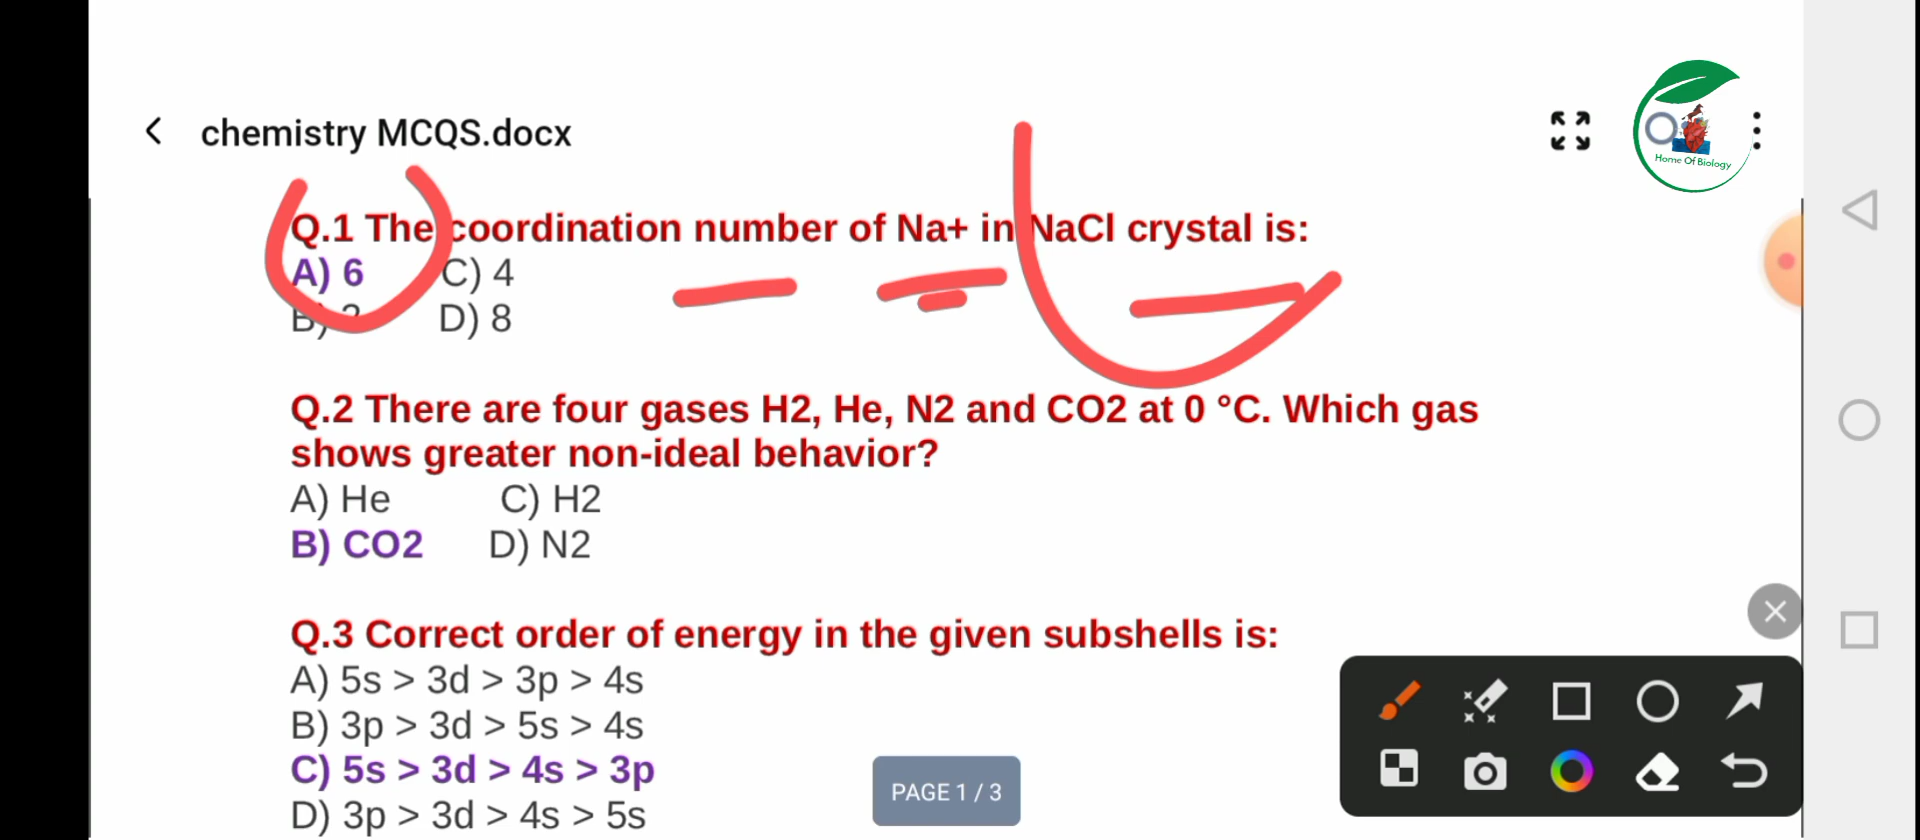 chemistry MCQS.docx
Home Of Biology
Q.1 The coordination number of Na+ in NaCl crystal is:
A) 6 C) 4
B) D) 8
Q.2 There are four gases H2, He, N2 and CO2 at 0 °C. Which gas
shows greater non-ideal behavior?
A) He C) H2
B) CO2 D) N2
Q.3 Correct order of energy in the given subshells is:
A) 5s > 3d > 3p > 4s
B) 3p > 3d > 5s > 4s
C) 5s > 3d > 4s > 3p
D) 3p > 3d > 4s > 5s
PAGE 1 / 3